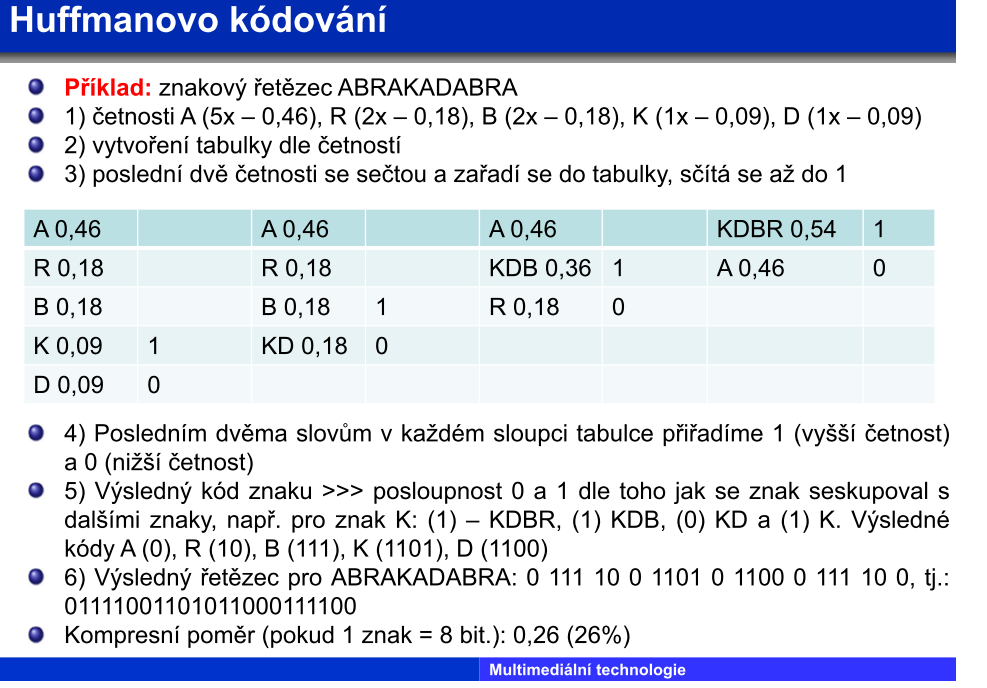 Huffmanovo kódování
Příklad: znakový řetězec ABRAKADABRA
1) četnosti A (5x – 0,46), R (2x – 0,18), B (2x – 0,18), K (1x – 0,09), D (1x – 0,09)
2) vytvoření tabulky dle četností
3) poslední dvě četnosti se sečtou a zařadí se do tabulky, sčítá se až do 1
A 0,46 A 0,46 A 0,46 KDBR 0,54 1
R 0,18 R 0,18 KDB 0,36 1 A 0,46 0
B 0,18 B 0,18 1 R 0,18 0
K 0,09 1 KD 0,18 0
D 0,09 0
4) Posledním dvěma slovům v každém sloupci tabulce přiřadíme 1 (vyšší četnost)
a 0 (nižší četnost)
5) Výsledný kód znaku >>> posloupnost 0 a 1 dle toho jak se znak seskupoval s
dalšími znaky, např. pro znak K: (1) – KDBR, (1) KDB, (0) KD a (1) K. Výsledné
kódy A (0), R (10), B (111), K (1101), D (1100)
6) Výsledný řetězec pro ABRAKADABRA: 0 111 10 0 1101 0 1100 0 111 10 0, tj.:
01111001101011000111100
Kompresní poměr (pokud 1 znak = 8 bit.): 0,26 (26%)
Multimediální technologie